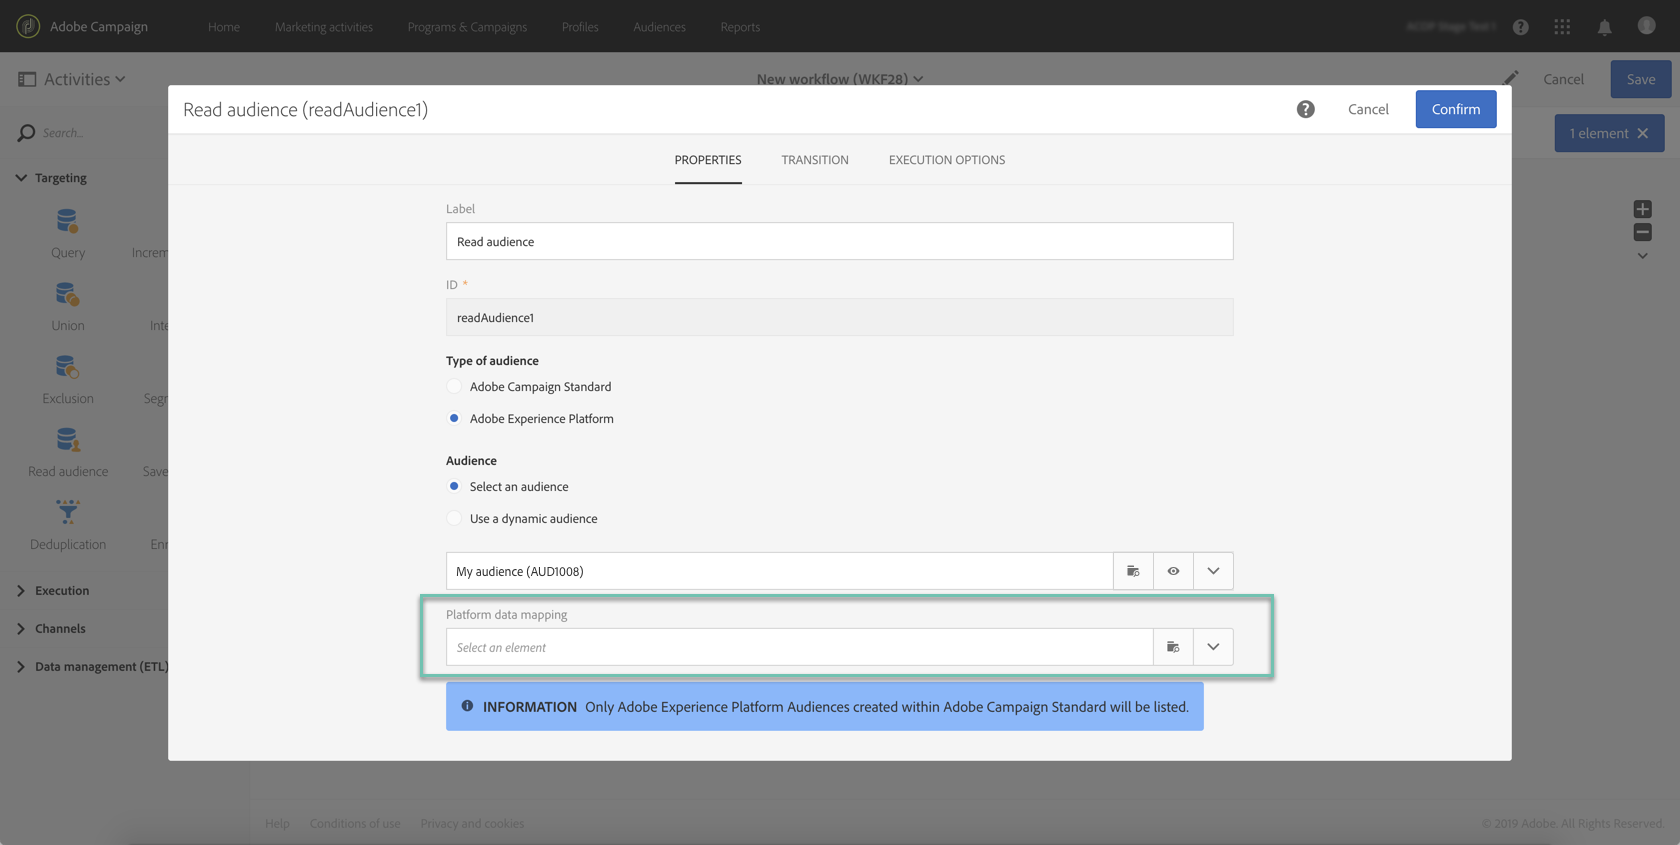 Adobe Campaign
Home
Marketing activities
Programs & Campaigns
Profiles
Audiences
Reports
Activities
New workflow (WKF28)
Cancel
Save
Read audience (readAudience1)
Cancel
Confirm
Search...
1 element
PROPERTIES
TRANSITION
EXECUTION OPTIONS
Targeting
Label
Query
Increm
Read audience
ID *
Union
Inte
readAudience1
Type of audience
Adobe Campaign Standard
Exclusion
Segr
Adobe Experience Platform
Audience
Read audience
Save
Select an audience
Use a dynamic audience
Deduplication
Enr
My audience (AUD1008)
Execution
Platform data mapping
Channels
Select an element
Data management (ETL)
INFORMATION Only Adobe Experience Platform Audiences created within Adobe Campaign Standard will be listed.
Help
Conditions of use
Privacy and cookies
© 2019 Adobe. All Rights Reserved.